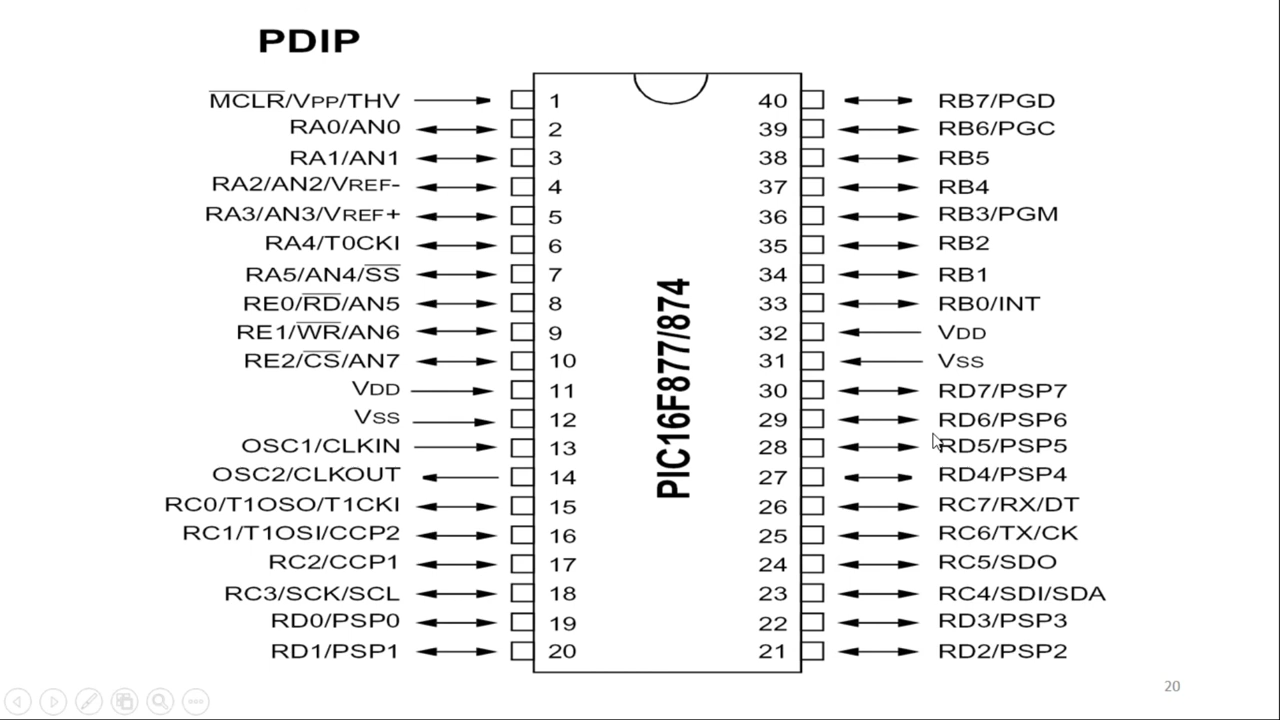 PDIP
MCLR/VPP/THV 1 40 RB7/PGD
RA0/AN0 2 39 RB6/PGC
RA1/AN1 3 38 RB5
RA2/AN2/VREF- 4 37 RB4
RA3/AN3/VREF+ 5 36 RB3/PGM
RA4/T0CKI 6 35 RB2
RA5/AN4/SS 7 34 RB1
RE0/RD/AN5 8 33 RB0/INT
RE1/WR/AN6 9 32 VDD
RE2/CS/AN7 10 31 VSS
VDD 11 30 RD7/PSP7
VSS 12 29 RD6/PSP6
OSC1/CLKIN 13 28 RD5/PSP5
OSC2/CLKOUT 14 27 RD4/PSP4
RC0/T1OSO/T1CKI 15 26 RC7/RX/DT
RC1/T1OSI/CCP2 16 25 RC6/TX/CK
RC2/CCP1 17 24 RC5/SDO
RC3/SCK/SCL 18 23 RC4/SDI/SDA
RD0/PSP0 19 22 RD3/PSP3
RD1/PSP1 20 21 RD2/PSP2
PIC16F877/874
20